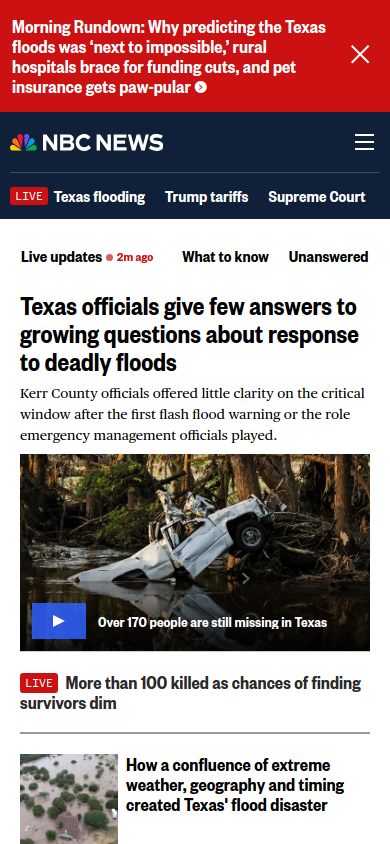 Morning Rundown: Why predicting the Texas
floods was ‘next to impossible,’ rural
hospitals brace for funding cuts, and pet
insurance gets paw-pular
NBC NEWS
LIVE Texas flooding Trump tariffs Supreme Court
Live updates 2m ago What to know Unanswered
Texas officials give few answers to
growing questions about response
to deadly floods
Kerr County officials offered little clarity on the critical
window after the first flash flood warning or the role
emergency management officials played.
Over 170 people are still missing in Texas
LIVE More than 100 killed as chances of finding
survivors dim
How a confluence of extreme
weather, geography and timing
created Texas' flood disaster